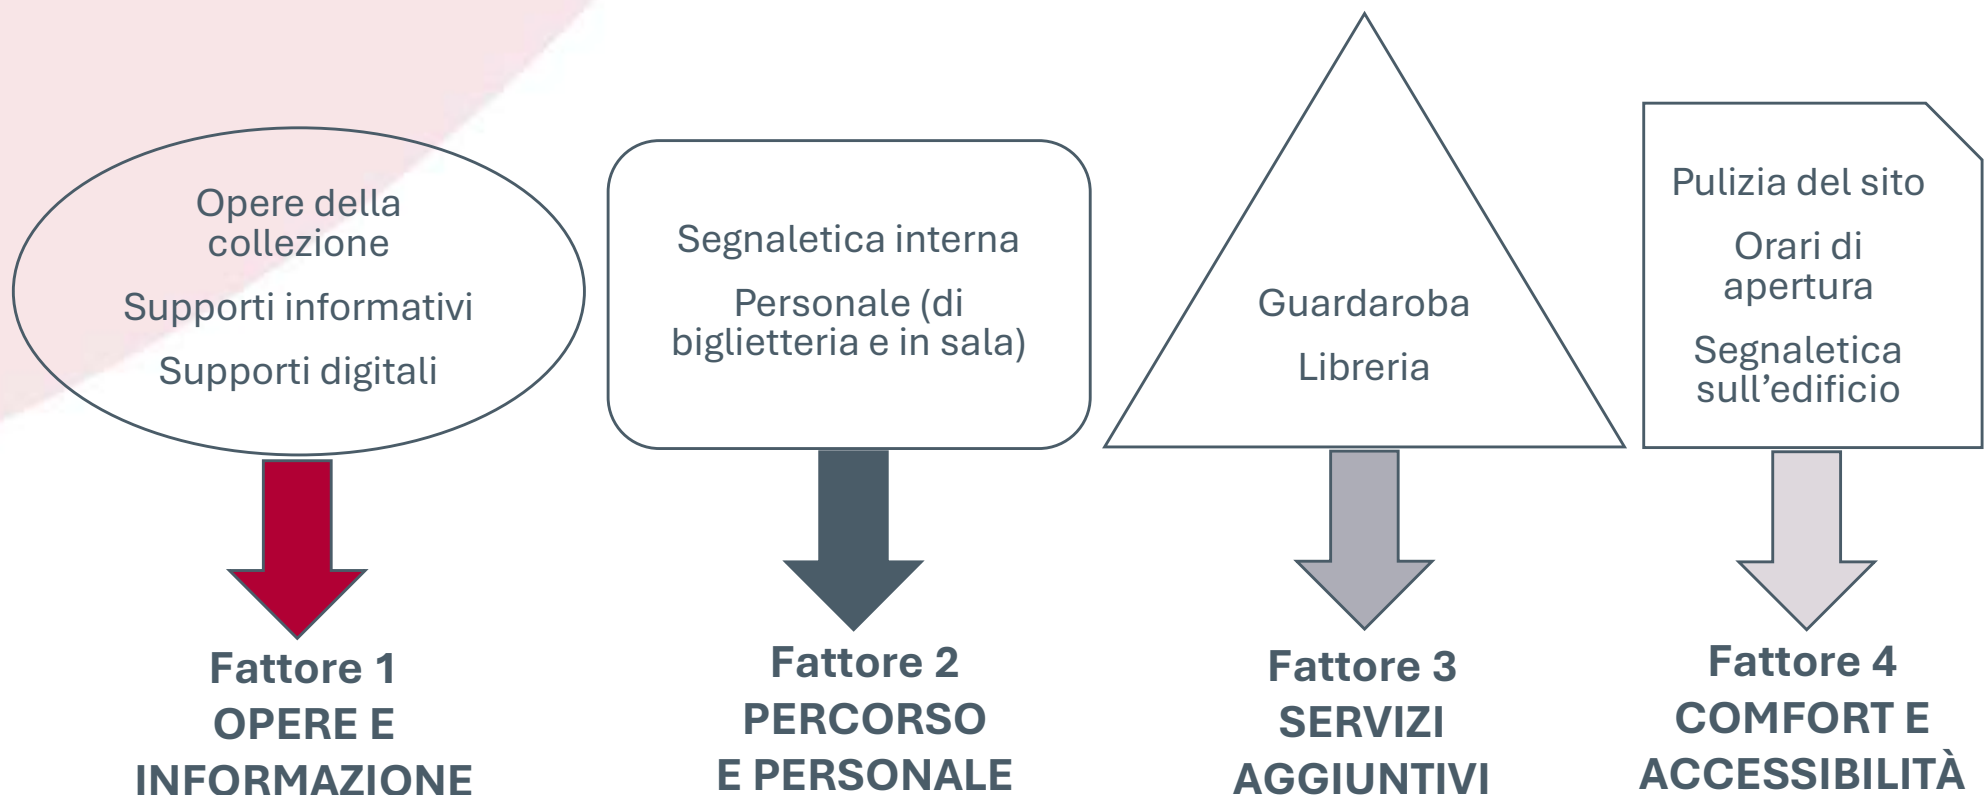 Opere della
collezione
Supporti informativi
Supporti digitali
Segnaletica interna
Personale (di
biglietteria e in sala)
Guardaroba
Libreria
Pulizia del sito
Orari di
apertura
Segnaletica
sull’edificio
Fattore 1
OPERE E
INFORMAZIONE
Fattore 2
PERCORSO
E PERSONALE
Fattore 3
SERVIZI
AGGIUNTIVI
Fattore 4
COMFORT E
ACCESSIBILITÀ